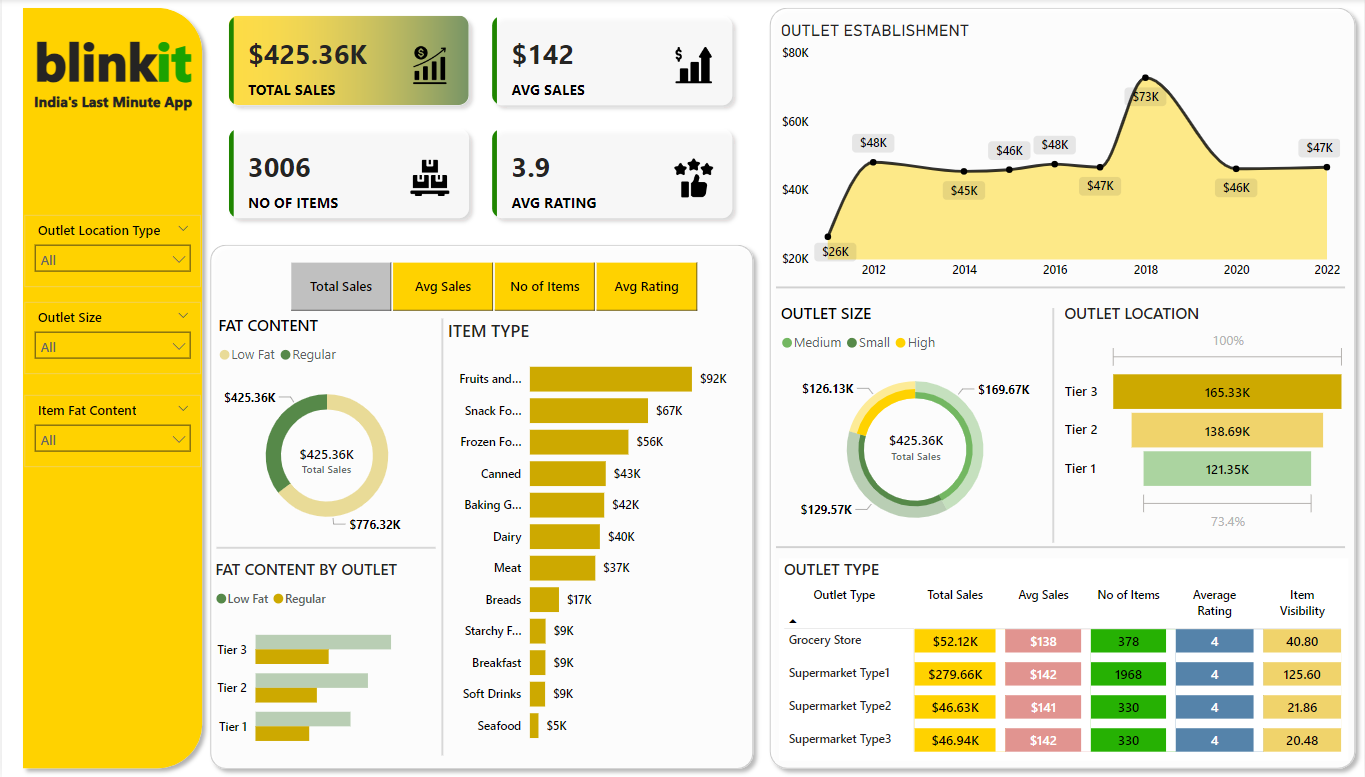 blinkit
India's Last Minute App
Outlet Location Type
All
Outlet Size
All
Item Fat Content
All
$425.36K
TOTAL SALES
$142
AVG SALES
3006
NO OF ITEMS
3.9
AVG RATING
Total Sales
Avg Sales
No of Items
Avg Rating
FAT CONTENT
Low Fat Regular
$425.36K
$425.36K
Total Sales
$776.32K
FAT CONTENT BY OUTLET
Low Fat Regular
Tier 3
Tier 2
Tier 1
ITEM TYPE
Fruits and... $92K
Snack Fo... $67K
Frozen Fo... $56K
Canned $43K
Baking G... $42K
Dairy $40K
Meat $37K
Breads $17K
Starchy F... $9K
Breakfast $9K
Soft Drinks $9K
Seafood $5K
OUTLET ESTABLISHMENT
$80K
$60K
$40K
$20K
$26K
$48K
$45K
$46K
$48K
$47K
$73K
$46K
$47K
2012 2014 2016 2018 2020 2022
OUTLET SIZE
Medium Small High
$126.13K
$169.67K
$425.36K
Total Sales
$129.57K
OUTLET LOCATION
100%
Tier 3 165.33K
Tier 2 138.69K
Tier 1 121.35K
73.4%
OUTLET TYPE
Outlet Type Total Sales Avg Sales No of Items Average Rating Item Visibility
Grocery Store $52.12K $138 378 4 40.80
Supermarket Type1 $279.66K $142 1968 4 125.60
Supermarket Type2 $46.63K $141 330 4 21.86
Supermarket Type3 $46.94K $142 330 4 20.48